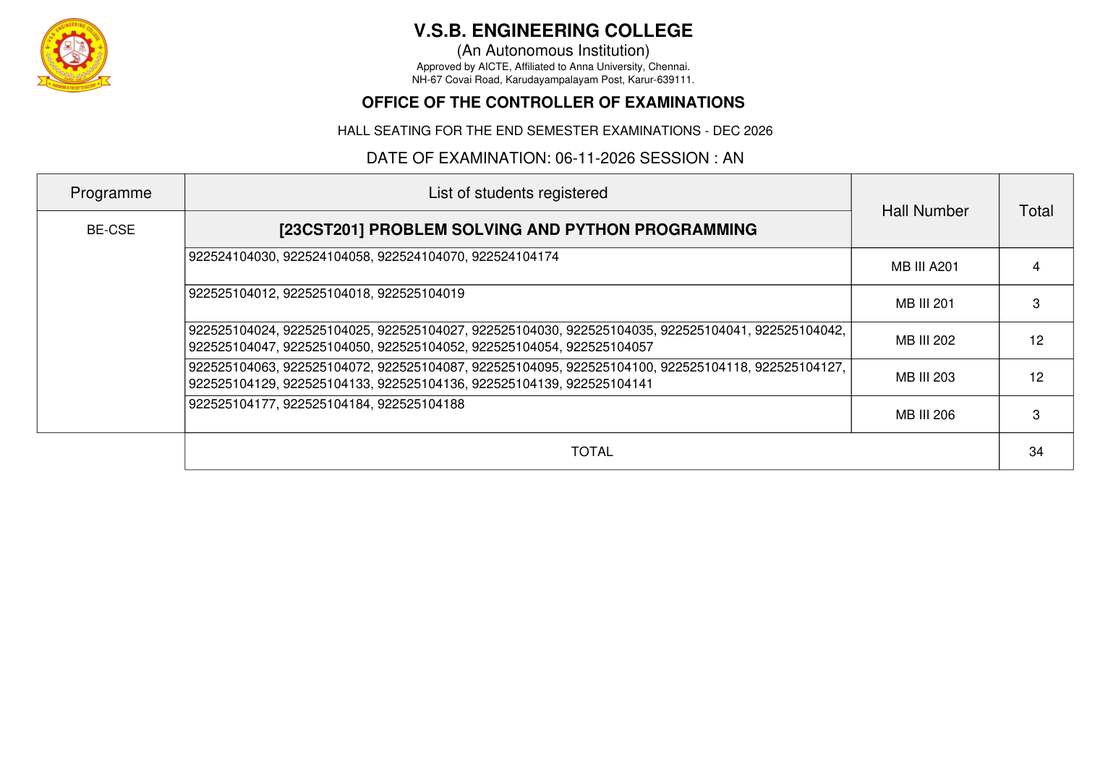 V.S.B. ENGINEERING COLLEGE
(An Autonomous Institution)
Approved by AICTE, Affiliated to Anna University, Chennai.
NH-67 Covai Road, Karudayampalayam Post, Karur-639111.
OFFICE OF THE CONTROLLER OF EXAMINATIONS
HALL SEATING FOR THE END SEMESTER EXAMINATIONS - DEC 2026
DATE OF EXAMINATION: 06-11-2026 SESSION : AN
Programme List of students registered Hall Number Total
BE-CSE [23CST201] PROBLEM SOLVING AND PYTHON PROGRAMMING
922524104030, 922524104058, 922524104070, 922524104174 MB III A201 4
922525104012, 922525104018, 922525104019 MB III 201 3
922525104024, 922525104025, 922525104027, 922525104030, 922525104035, 922525104041, 922525104042,
922525104047, 922525104050, 922525104052, 922525104054, 922525104057 MB III 202 12
922525104063, 922525104072, 922525104087, 922525104095, 922525104100, 922525104118, 922525104127,
922525104129, 922525104133, 922525104136, 922525104139, 922525104141 MB III 203 12
922525104177, 922525104184, 922525104188 MB III 206 3
TOTAL 34